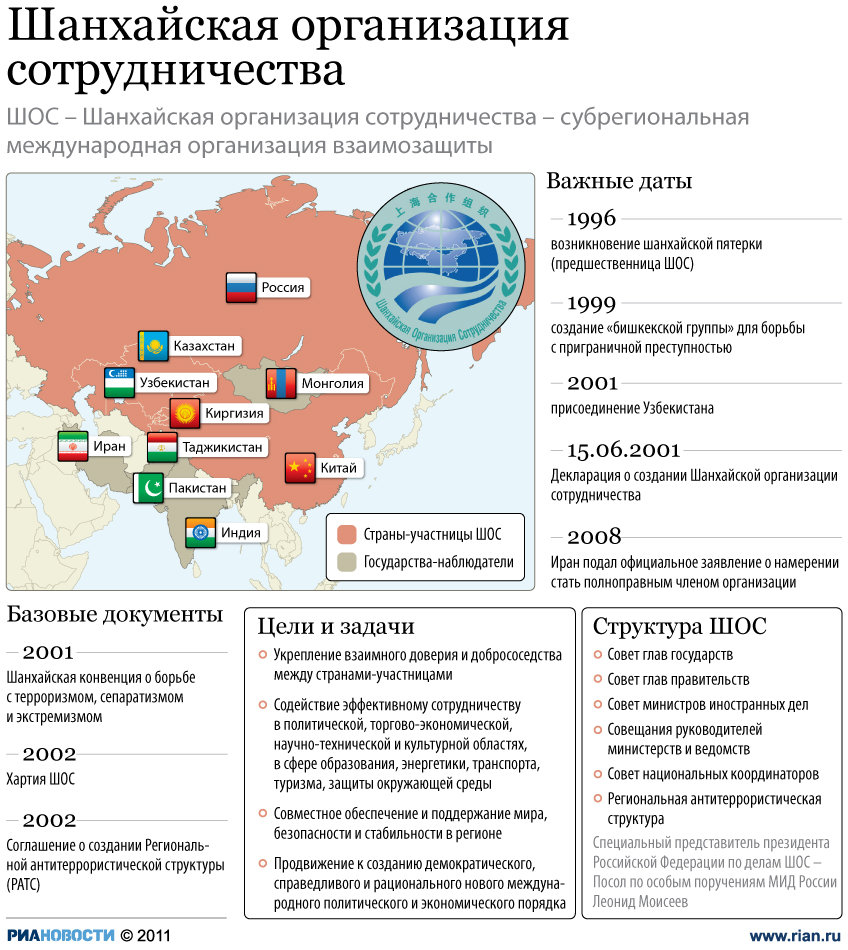 Шанхайская организация
сотрудничества
ШОС – Шанхайская организация сотрудничества – субрегиональная
международная организация взаимозащиты
上海合作组织
Шанхайская Организация Сотрудничества
Россия
Казахстан
Узбекистан
Монголия
Киргизия
Иран
Таджикистан
Китай
Пакистан
Индия
Страны-участницы ШОС
Государства-наблюдатели
Важные даты
1996
возникновение шанхайской пятерки
(предшественница ШОС)
1999
создание «бишкекской группы» для борьбы
с приграничной преступностью
2001
присоединение Узбекистана
15.06.2001
Декларация о создании Шанхайской организации
сотрудничества
2008
Иран подал официальное заявление о намерении
стать полноправным членом организации
Базовые документы
2001
Шанхайская конвенция о борьбе
с терроризмом, сепаратизмом
и экстремизмом
2002
Хартия ШОС
2002
Соглашение о создании Региональ-
ной антитеррористической структуры
(РАТС)
Цели и задачи
Укрепление взаимного доверия и добрососедства
между странами-участницами
Содействие эффективному сотрудничеству
в политической, торгово-экономической,
научно-технической и культурной областях,
в сфере образования, энергетики, транспорта,
туризма, защиты окружающей среды
Совместное обеспечение и поддержание мира,
безопасности и стабильности в регионе
Продвижение к созданию демократического,
справедливого и рационального нового междуна-
родного политического и экономического порядка
Структура ШОС
Совет глав государств
Совет глав правительств
Совет министров иностранных дел
Совещания руководителей
министерств и ведомств
Совет национальных координаторов
Региональная антитеррористическая
структура
Специальный представитель президента
Российской Федерации по делам ШОС –
Посол по особым поручениям МИД России
Леонид Моисеев
РИАНОВОСТИ © 2011
www.rian.ru